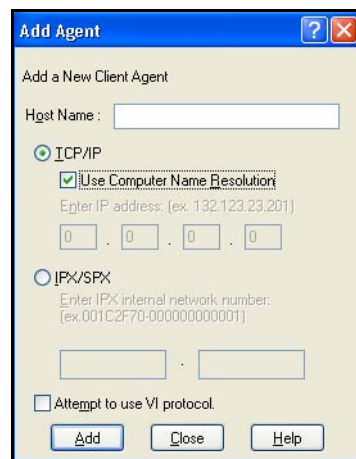 Add Agent
Add a New Client Agent
Host Name :
TCP/IP
Use Computer Name Resolution
Enter IP address: (ex. 132.123.23.201)
0 . 0 . 0 . 0
IPX/SPX
Enter IPX internal network number:
(ex.001C2F70-000000000001)
.
Attempt to use VI protocol.
Add Close Help